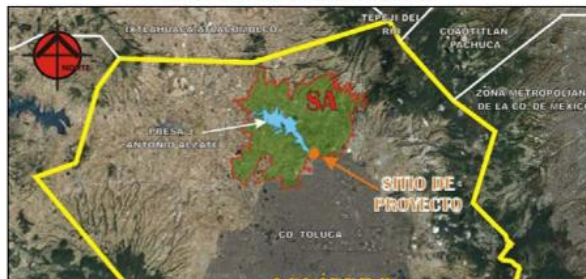 IXTLAHUACA ATLACOMULCO
TEPEJI DEL
RIO
CUAUTITLAN
PACHUCA
NORTE
SA
ZONA METROPOLIANA
DE LA CD. DE MEXICO
PRESA J
ANTONIO ALZATE
SITIO DE
PROYECTO
CD. TOLUCA